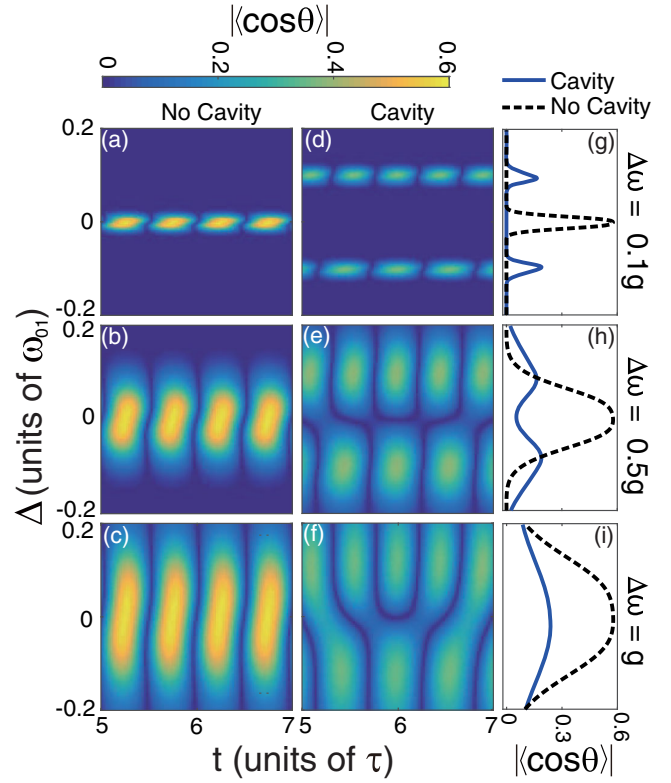 |⟨cosθ⟩|
0 0.2 0.4 0.6
No Cavity Cavity
Cavity
No Cavity
(a) (d) (g)
0.2
0
-0.2
Δω = 0.1g
(b) (e) (h)
0.2
0
-0.2
Δω = 0.5g
(c) (f) (i)
0.2
0
-0.2
Δω = g
Δ (units of ω01)
5 6 7 5 6 7 0 0.3 0.6
t (units of τ) |⟨cosθ⟩|